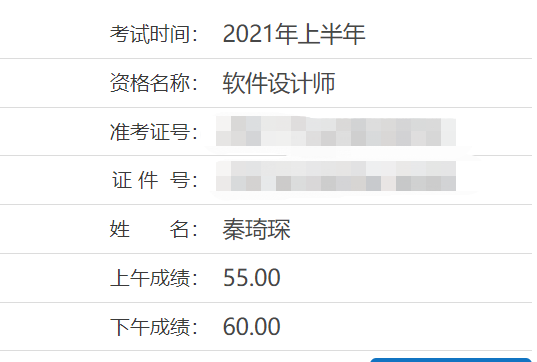 考试时间： 2021年上半年
资格名称： 软件设计师
准考证号：
证 件 号：
姓 名： 秦琦琛
上午成绩： 55.00
下午成绩： 60.00